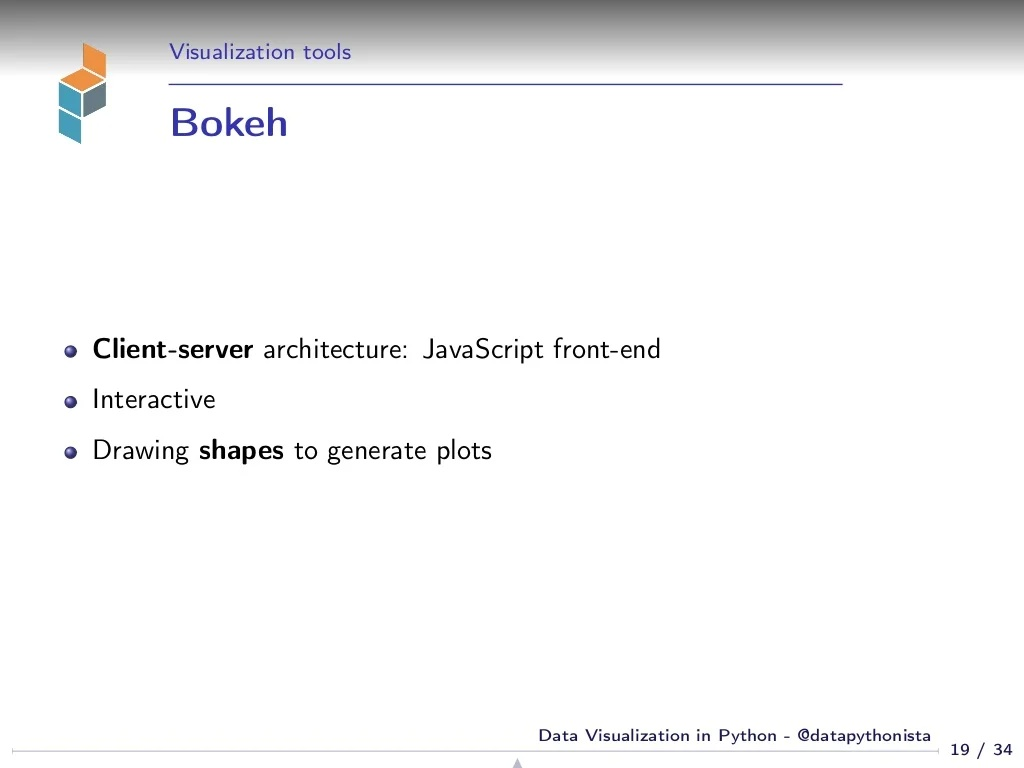 Visualization tools
Bokeh
Client-server architecture: JavaScript front-end
Interactive
Drawing shapes to generate plots
Data Visualization in Python - @datapythonista
19 / 34